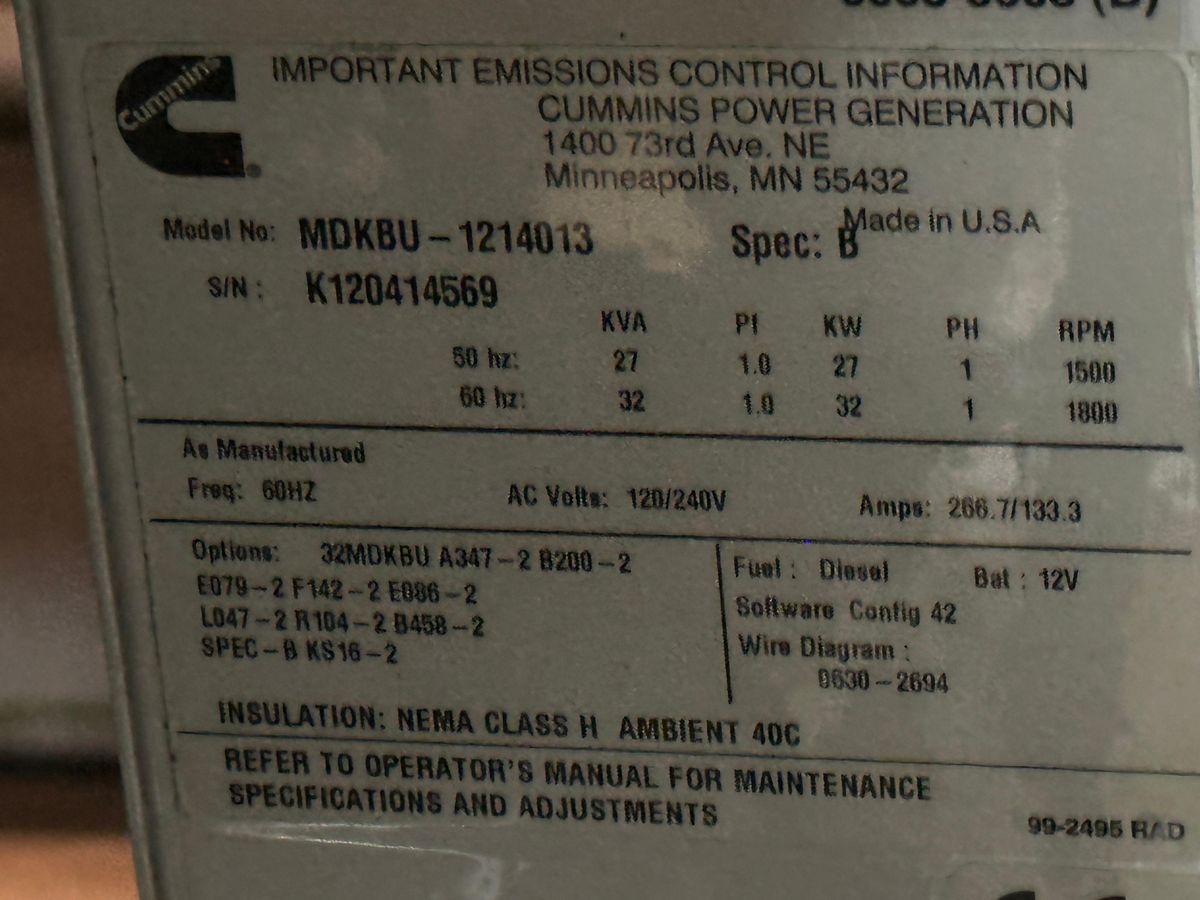 Cummins
IMPORTANT EMISSIONS CONTROL INFORMATION
CUMMINS POWER GENERATION
1400 73rd Ave. NE
Minneapolis, MN 55432
Made in U.S.A
Model No: MDKBU-1214013 Spec: B
S/N: K120414569
KVA Pf KW PH RPM
50 hz: 27 1.0 27 1 1500
60 hz: 32 1.0 32 1 1800
As Manufactured
Freq: 60HZ AC Volts: 120/240V Amps: 266.7/133.3
Options: 32MDKBU A347-2 B200-2
E079-2 F142-2 E086-2
L047-2 R104-2 B458-2
SPEC-B KS16-2
Fuel: Diesel Bat: 12V
Software Config 42
Wire Diagram:
0630-2694
INSULATION: NEMA CLASS H AMBIENT 40C
REFER TO OPERATOR'S MANUAL FOR MAINTENANCE
SPECIFICATIONS AND ADJUSTMENTS
99-2495 RAD